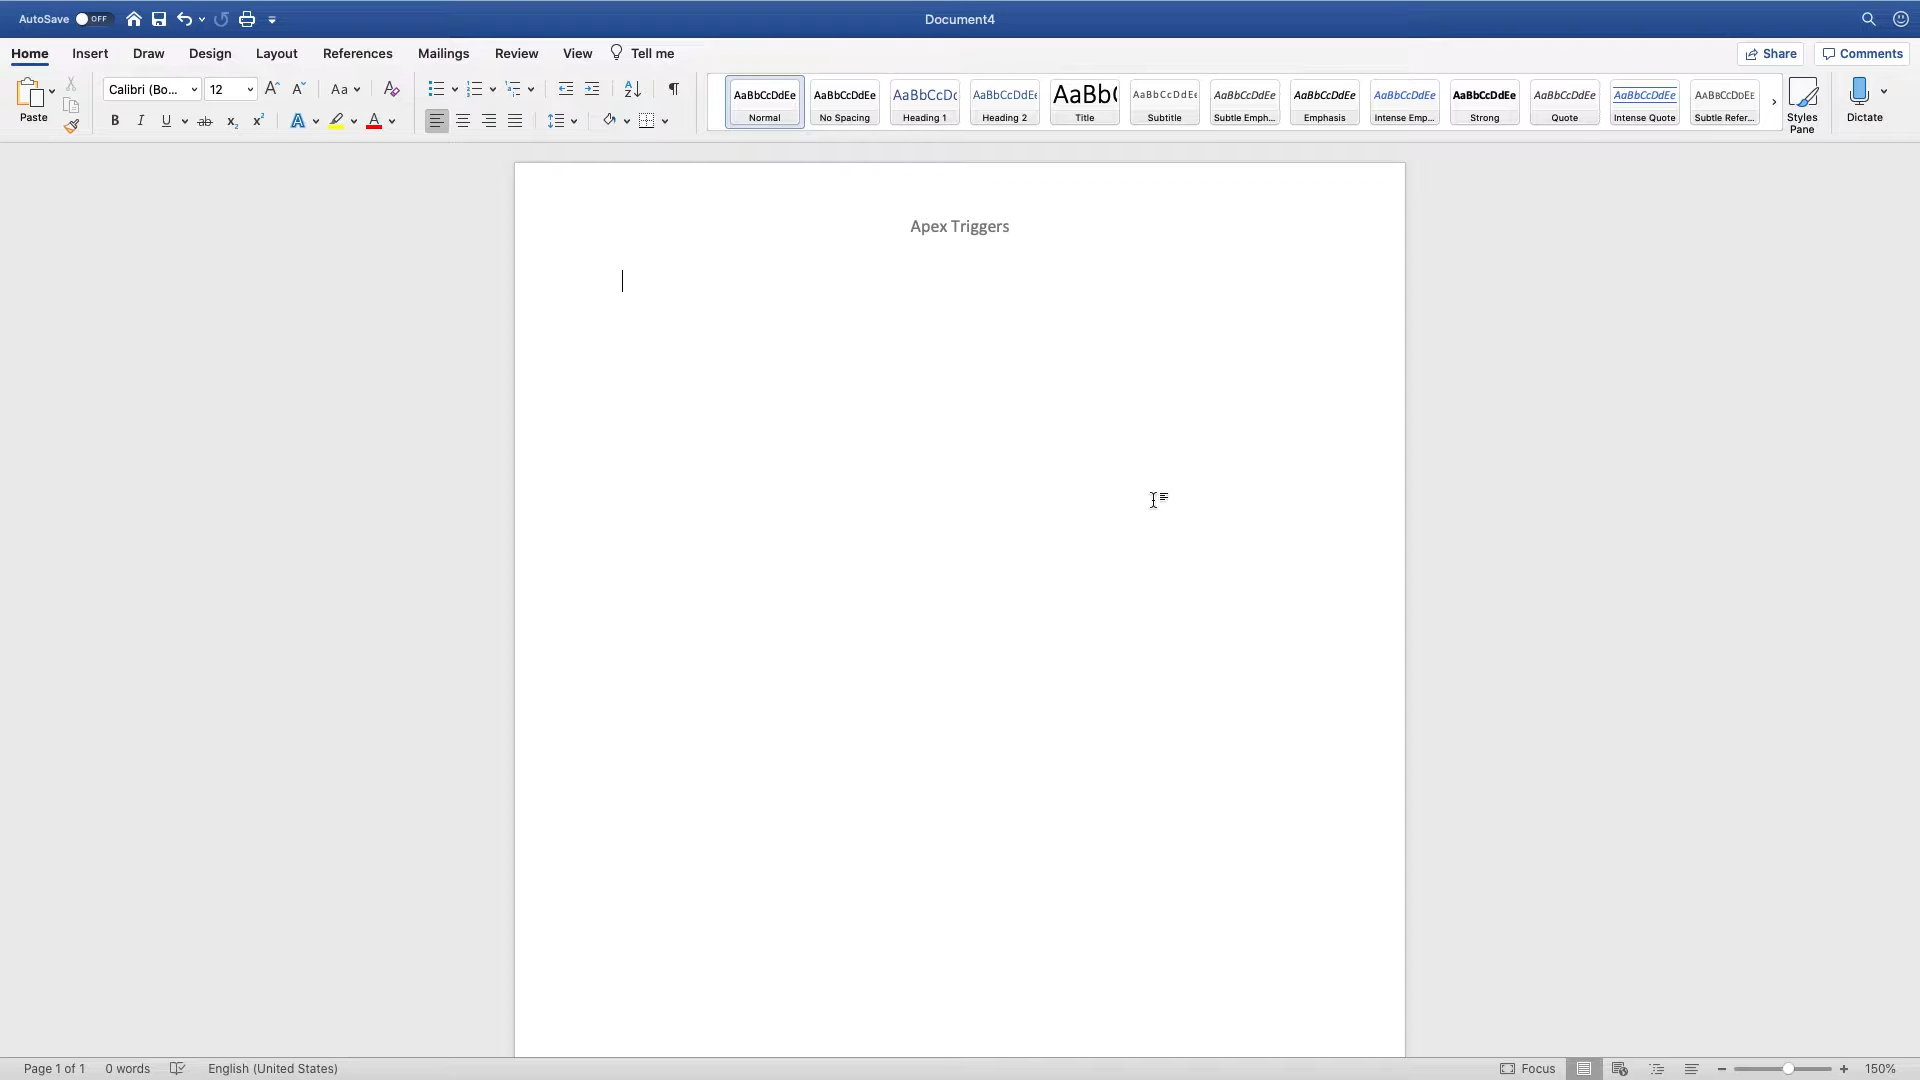 AutoSave OFF
Document4
Home Insert Draw Design Layout References Mailings Review View Tell me
Share Comments
Paste
Calibri (Bo... 12
AaBbCcDdEe AaBbCcDdEe AaBbCcDc AaBbCcDdEe AaBb( AaBbCcDdEe AaBbCcDdEe AaBbCcDdEe AaBbCcDdEe AaBbCcDdEe AaBbCcDdEe AaBbCcDdEe AaBbCcDdEe
Normal No Spacing Heading 1 Heading 2 Title Subtitle Subtle Emph... Emphasis Intense Emp... Strong Quote Intense Quote Subtle Refer...
Styles
Pane
Dictate
Apex Triggers
Page 1 of 1 0 words English (United States)
Focus 150%